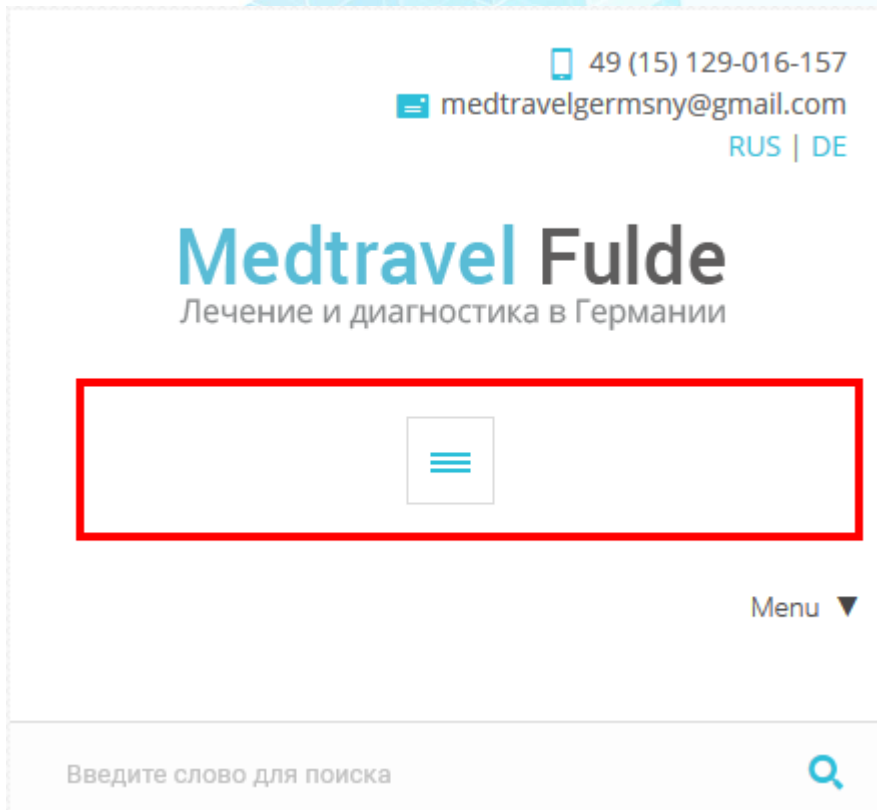 49 (15) 129-016-157
medtravelgermsny@gmail.com
RUS | DE
Medtravel Fulde
Лечение и диагностика в Германии
Menu ▼
Введите слово для поиска